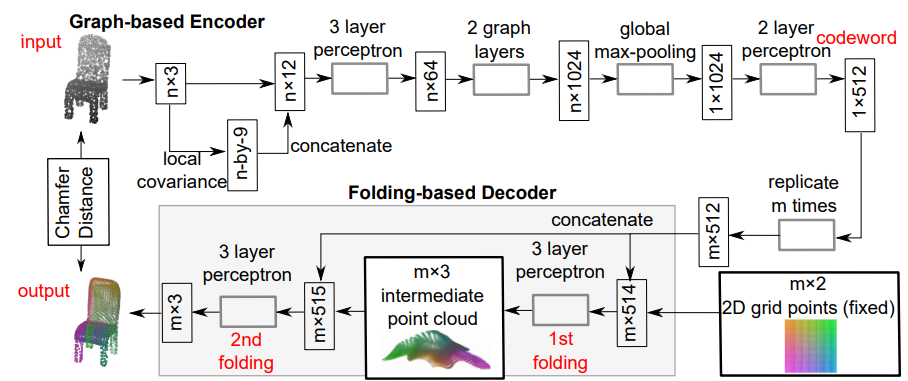 Graph-based Encoder
input
n×3
local
covariance
n-by-9
concatenate
n×12
3 layer
perceptron
n×64
2 graph
layers
n×1024
global
max-pooling
1×1024
2 layer
perceptron
codeword
1×512
replicate
m times
m×512
Folding-based Decoder
concatenate
m×2
2D grid points (fixed)
m×514
3 layer
perceptron
1st
folding
m×3
intermediate
point cloud
m×515
3 layer
perceptron
2nd
folding
m×3
output
Chamfer
Distance